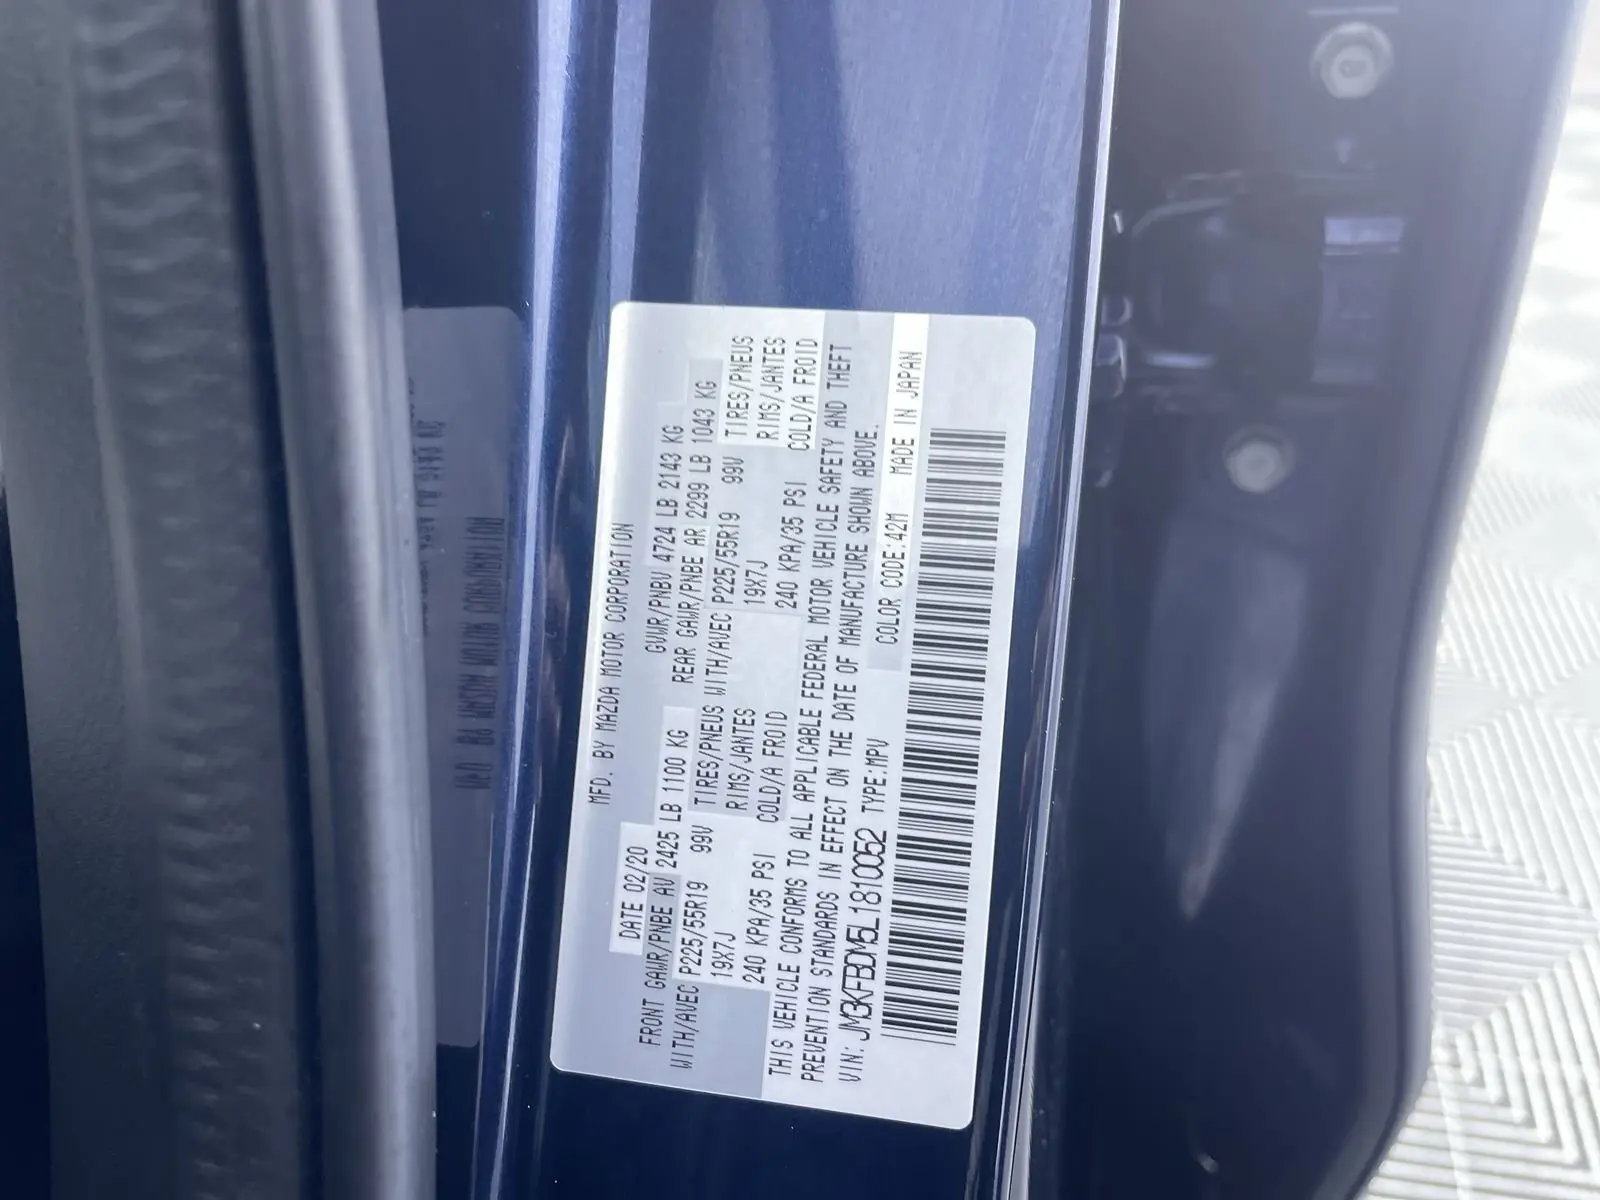 MFD. BY MAZDA MOTOR CORPORATION
DATE 02/20 GVWR/PNBV 4724 LB 2143 KG
FRONT GAWR/PNBE AV 2425 LB 1100 KG REAR GAWR/PNBE AR 2299 LB 1043 KG
WITH/AVEC P225/55R19 99V TIRES/PNEUS WITH/AVEC P225/55R19 99V TIRES/PNEUS
19X7J RIMS/JANTES 19X7J RIMS/JANTES
240 KPA/35 PSI COLD/A FROID 240 KPA/35 PSI COLD/A FROID
THIS VEHICLE CONFORMS TO ALL APPLICABLE FEDERAL MOTOR VEHICLE SAFETY AND THEFT
PREVENTION STANDARDS IN EFFECT ON THE DATE OF MANUFACTURE SHOWN ABOVE.
VIN: JM3KFBDM5L1810052 TYPE:MPV COLOR CODE:42M MADE IN JAPAN